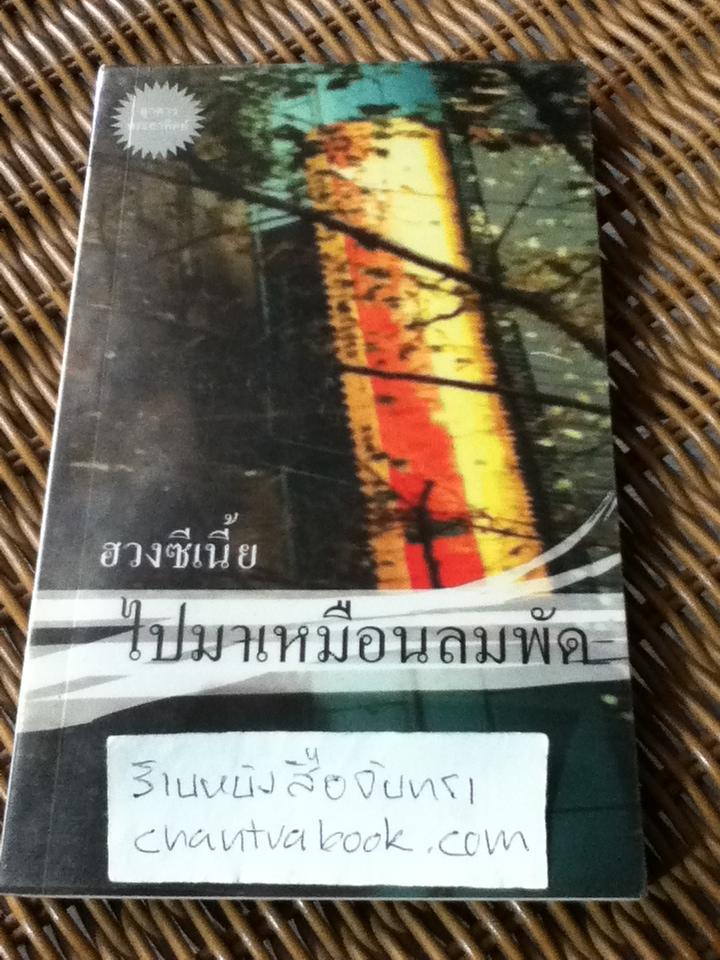 ฮวงซีเนี้ย
ไปมาเหมือนลมพัด
ร้านหนังสือจันทรา
chantrabook.com